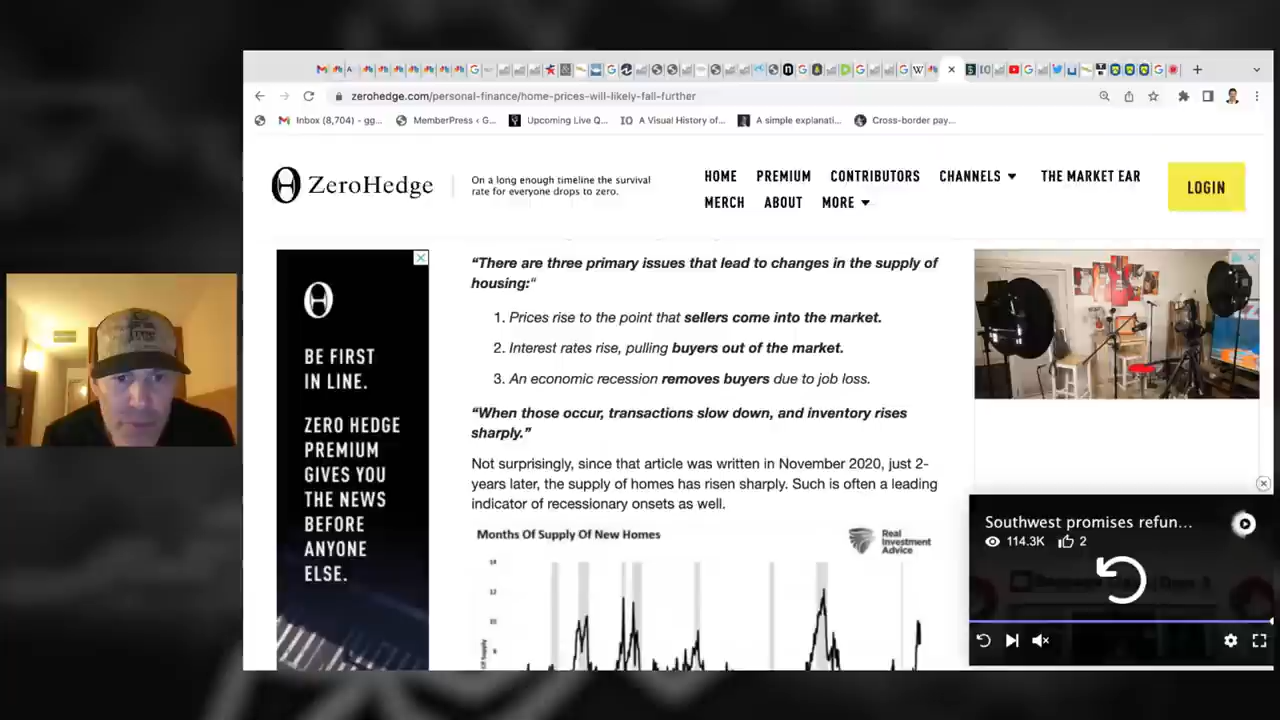 zerohedge.com/personal-finance/home-prices-will-likely-fall-further
Inbox (8,704) - gg...
MemberPress ‹ G...
Upcoming Live Q...
IQ A Visual History of...
A simple explanati...
Cross-border pay...
ZeroHedge
On a long enough timeline the survival
rate for everyone drops to zero.
HOME PREMIUM CONTRIBUTORS CHANNELS THE MARKET EAR
MERCH ABOUT MORE
LOGIN
BE FIRST
IN LINE.
ZERO HEDGE
PREMIUM
GIVES YOU
THE NEWS
BEFORE
ANYONE
ELSE.
“There are three primary issues that lead to changes in the supply of
housing:“
1. Prices rise to the point that sellers come into the market.
2. Interest rates rise, pulling buyers out of the market.
3. An economic recession removes buyers due to job loss.
“When those occur, transactions slow down, and inventory rises
sharply.”
Not surprisingly, since that article was written in November 2020, just 2-
years later, the supply of homes has risen sharply. Such is often a leading
indicator of recessionary onsets as well.
Months Of Supply Of New Homes
Real
Investment
Advice
14
12
10
Southwest promises refun...
114.3K 2